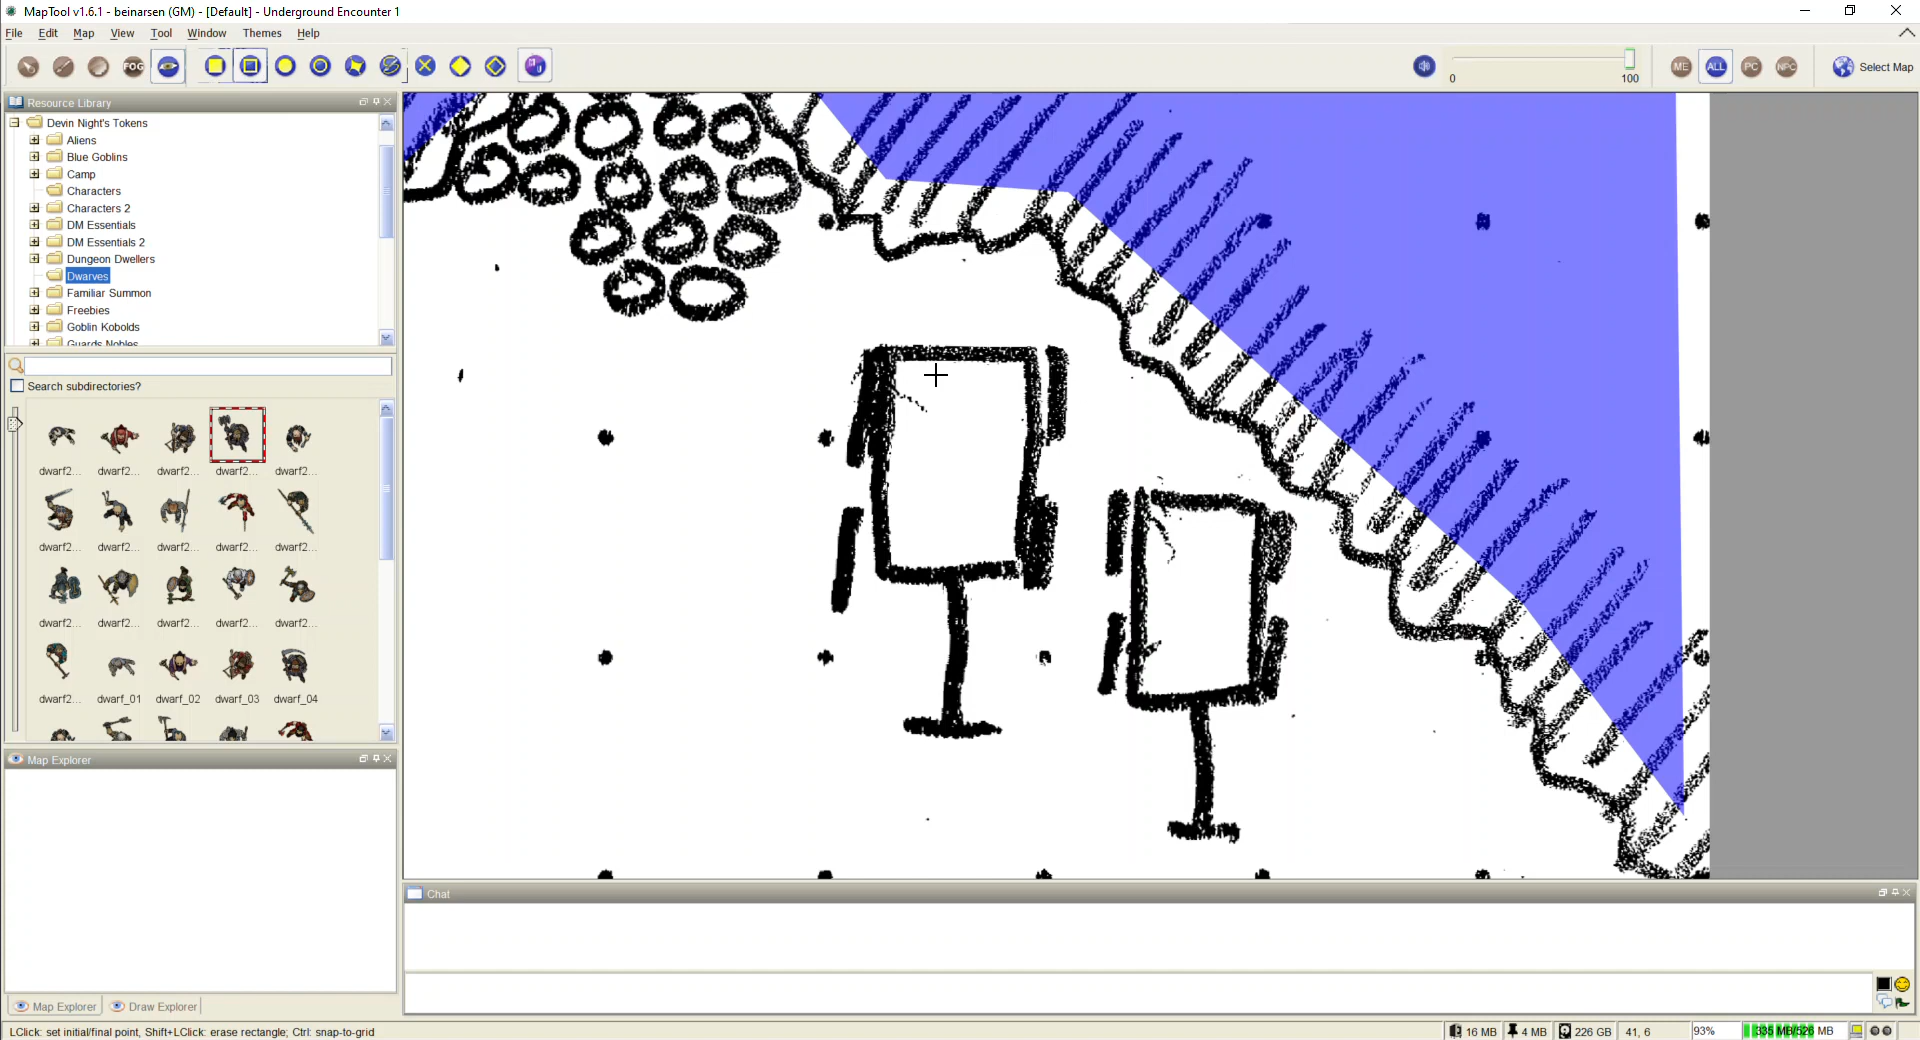 MapTool v1.6.1 - beinarsen (GM) - [Default] - Underground Encounter 1
File Edit Map View Tool Window Themes Help
FOG
0 100
ME ALL PC NPC Select Map
Resource Library
Devin Night's Tokens
Aliens
Blue Goblins
Camp
Characters
Characters 2
DM Essentials
DM Essentials 2
Dungeon Dwellers
Dwarves
Familiar Summon
Freebies
Goblin Kobolds
Guards Nobles
Search subdirectories?
dwarf2... dwarf2... dwarf2... dwarf2... dwarf2...
dwarf2... dwarf2... dwarf2... dwarf2... dwarf2...
dwarf2... dwarf2... dwarf2... dwarf2... dwarf2...
dwarf2... dwarf_01 dwarf_02 dwarf_03 dwarf_04
Map Explorer
Chat
Map Explorer Draw Explorer
LClick: set initial/final point, Shift+LClick: erase rectangle; Ctrl: snap-to-grid
16 MB 4 MB 226 GB 41, 6 93% 335 MB/526 MB